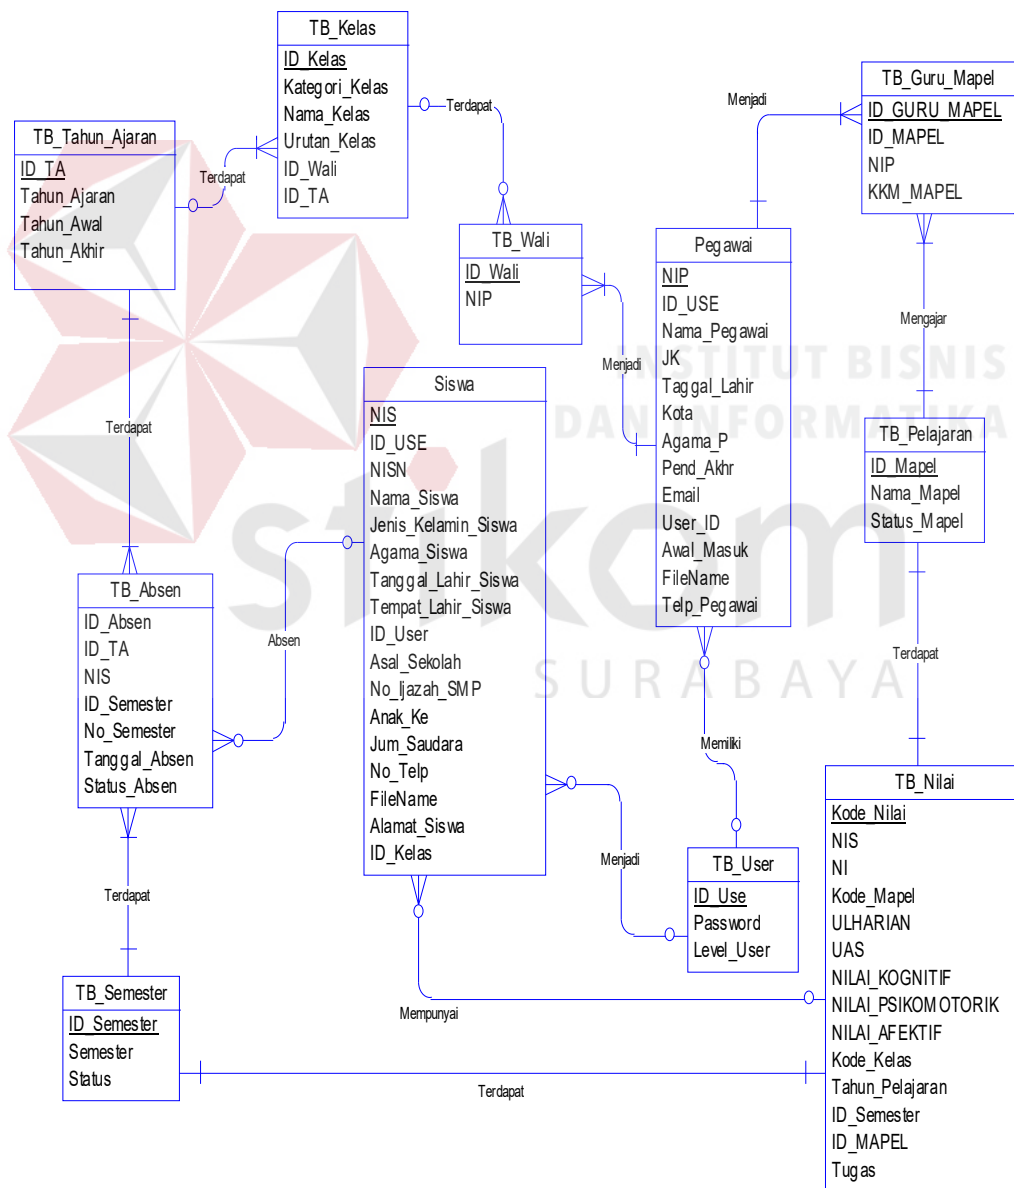 TB_Kelas
ID_Kelas
Kategori_Kelas
Nama_Kelas
Urutan_Kelas
ID_Wali
ID_TA
TB_Tahun_Ajaran
ID_TA
Tahun_Ajaran
Tahun_Awal
Tahun_Akhir
Terdapat
Terdapat
TB_Wali
ID_Wali
NIP
Menjadi
TB_Guru_Mapel
ID_GURU_MAPEL
ID_MAPEL
NIP
KKM_MAPEL
Pegawai
NIP
ID_USE
Nama_Pegawai
JK
Taggal_Lahir
Kota
Agama_P
Pend_Akhr
Email
User_ID
Awal_Masuk
FileName
Telp_Pegawai
Menjadi
Mengajar
INSTITUT BISNIS
DAN INFORMATIKA
stikom
SURABAYA
TB_Pelajaran
ID_Mapel
Nama_Mapel
Status_Mapel
Siswa
NIS
ID_USE
NISN
Nama_Siswa
Jenis_Kelamin_Siswa
Agama_Siswa
Tanggal_Lahir_Siswa
Tempat_Lahir_Siswa
ID_User
Asal_Sekolah
No_Ijazah_SMP
Anak_Ke
Jum_Saudara
No_Telp
FileName
Alamat_Siswa
ID_Kelas
Terdapat
TB_Absen
ID_Absen
ID_TA
NIS
ID_Semester
No_Semester
Tanggal_Absen
Status_Absen
Absen
Terdapat
Memiliki
Menjadi
TB_User
ID_Use
Password
Level_User
TB_Nilai
Kode_Nilai
NIS
NI
Kode_Mapel
ULHARIAN
UAS
NILAI_KOGNITIF
NILAI_PSIKOMOTORIK
NILAI_AFEKTIF
Kode_Kelas
Tahun_Pelajaran
ID_Semester
ID_MAPEL
Tugas
Terdapat
TB_Semester
ID_Semester
Semester
Status
Mempunyai
Terdapat